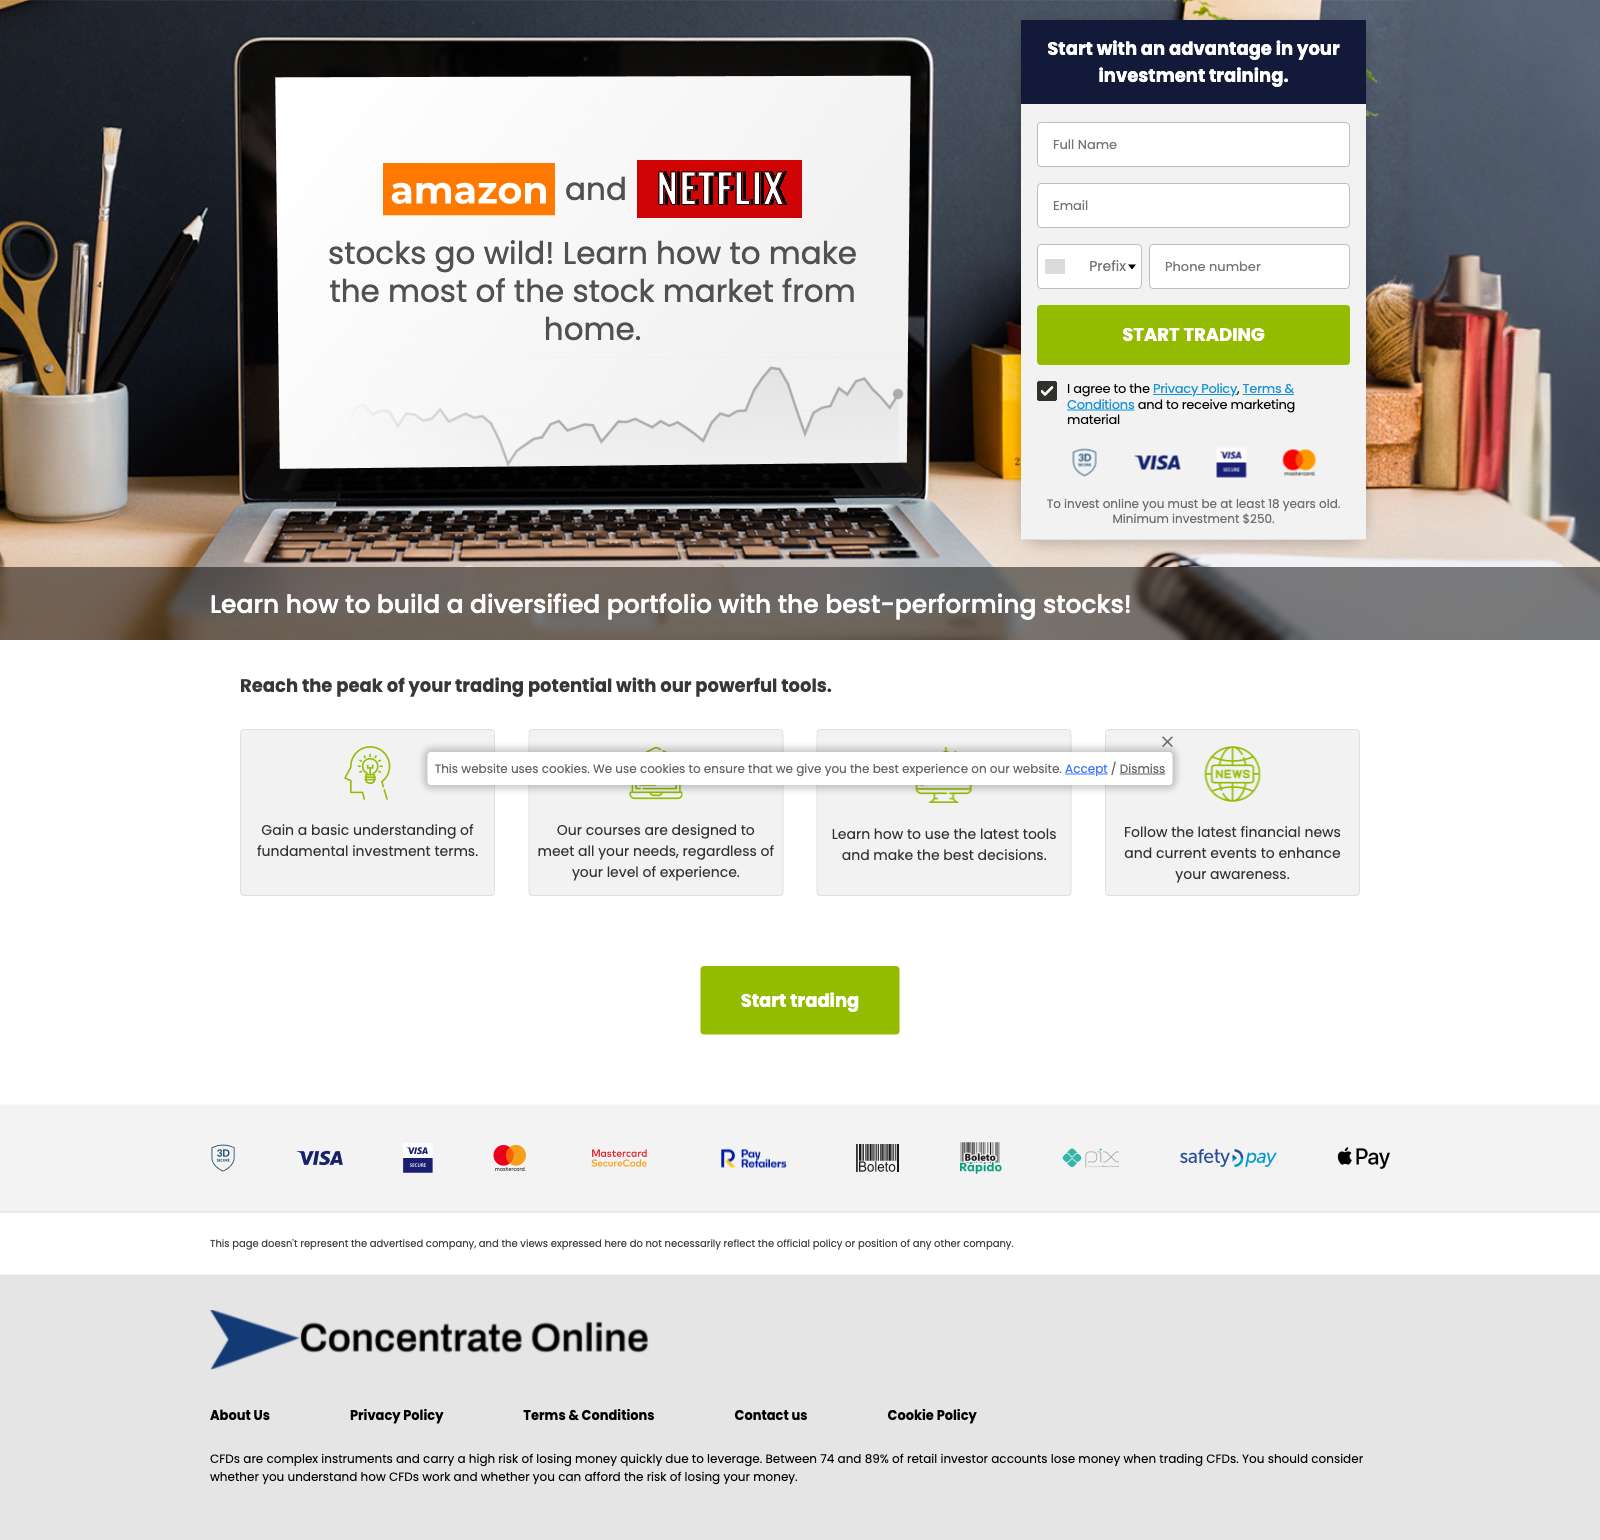 Start with an advantage in your
investment training.
Full Name
Email
Prefix
Phone number
START TRADING
I agree to the Privacy Policy, Terms &
Conditions and to receive marketing
material
3D
SECURE
VISA
VISA
SECURE
mastercard
To invest online you must be at least 18 years old.
Minimum investment $250.
amazon and NETFLIX
stocks go wild! Learn how to make
the most of the stock market from
home.
Learn how to build a diversified portfolio with the best-performing stocks!
Reach the peak of your trading potential with our powerful tools.
This website uses cookies. We use cookies to ensure that we give you the best experience on our website. Accept / Dismiss
NEWS
Gain a basic understanding of
fundamental investment terms.
Our courses are designed to
meet all your needs, regardless of
your level of experience.
Learn how to use the latest tools
and make the best decisions.
Follow the latest financial news
and current events to enhance
your awareness.
Start trading
3D
SECURE
VISA
VISA
SECURE
mastercard
Mastercard
SecureCode
Pay
Retailers
Boleto
Boleto
Rápido
pix
safetypay
Pay
This page doesn't represent the advertised company, and the views expressed here do not necessarily reflect the official policy or position of any other company.
Concentrate Online
About Us
Privacy Policy
Terms & Conditions
Contact us
Cookie Policy
CFDs are complex instruments and carry a high risk of losing money quickly due to leverage. Between 74 and 89% of retail investor accounts lose money when trading CFDs. You should consider
whether you understand how CFDs work and whether you can afford the risk of losing your money.